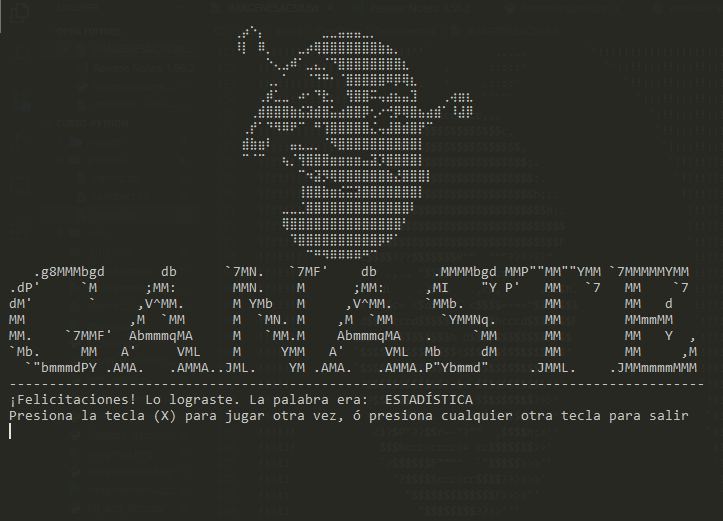 GANASTE
¡Felicitaciones! Lo lograste. La palabra era:  ESTADÍSTICA
Presiona la tecla (X) para jugar otra vez, ó presiona cualquier otra tecla para salir